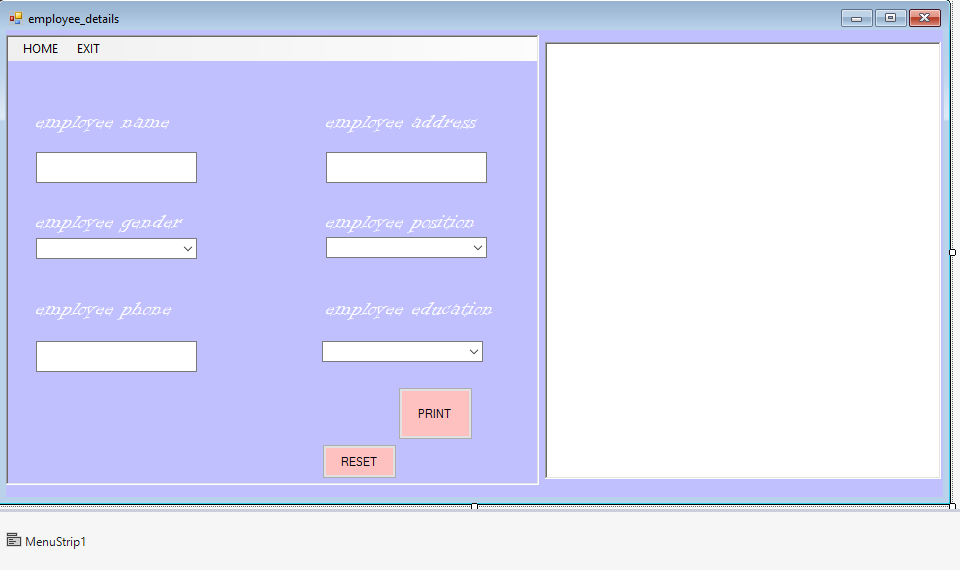 employee_details
HOME EXIT
employee name employee address
employee gender employee position
employee phone employee education
PRINT
RESET
MenuStrip1